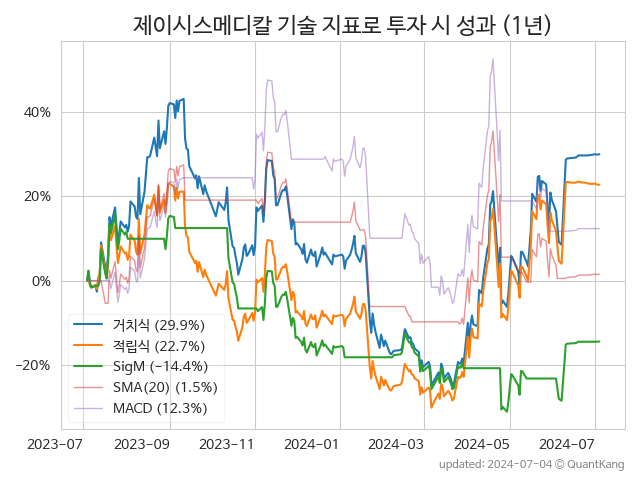 제이시스메디칼 기술 지표로 투자 시 성과 (1년)
40%
20%
0%
−20%
거치식 (29.9%)
적립식 (22.7%)
SigM (−14.4%)
SMA(20) (1.5%)
MACD (12.3%)
2023-07 2023-09 2023-11 2024-01 2024-03 2024-05 2024-07
updated: 2024-07-04 @ QuantKang